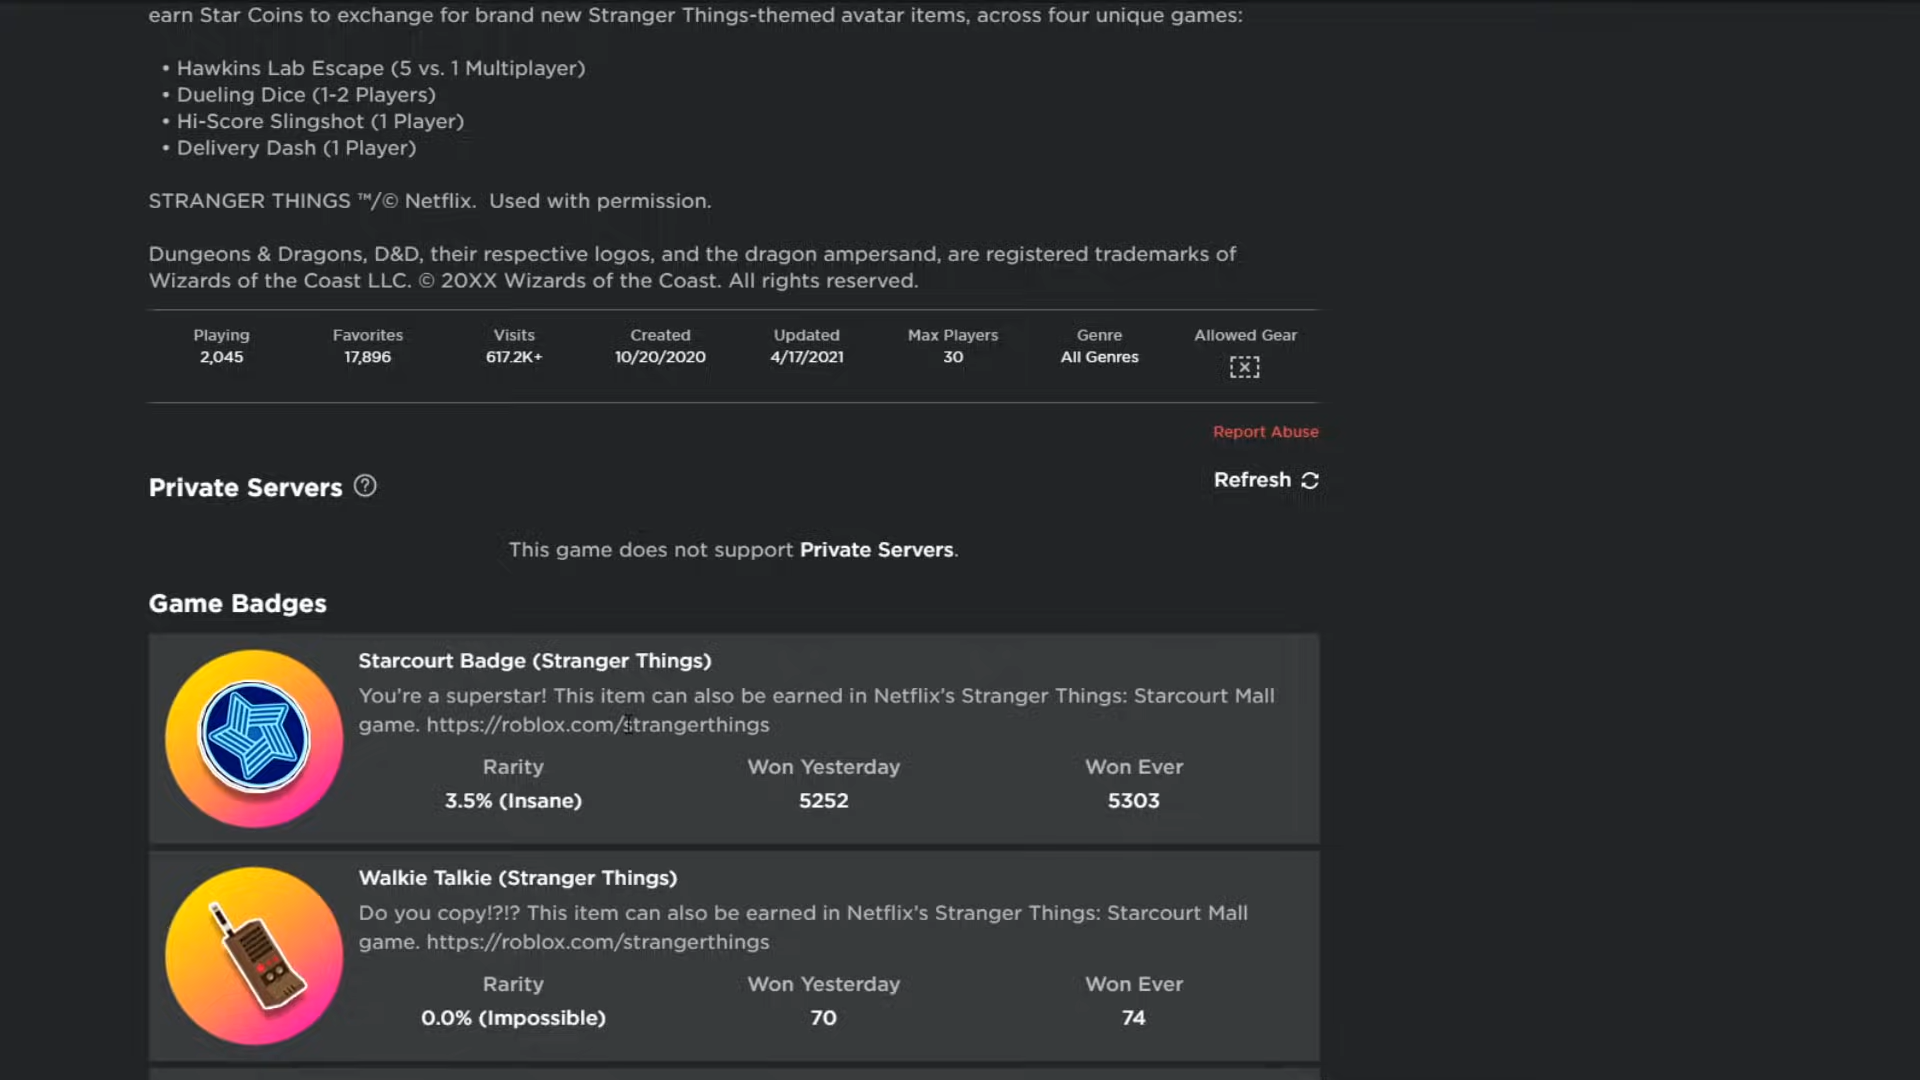 earn Star Coins to exchange for brand new Stranger Things-themed avatar items, across four unique games:
• Hawkins Lab Escape (5 vs. 1 Multiplayer)
• Dueling Dice (1-2 Players)
• Hi-Score Slingshot (1 Player)
• Delivery Dash (1 Player)
STRANGER THINGS ™/© Netflix. Used with permission.
Dungeons & Dragons, D&D, their respective logos, and the dragon ampersand, are registered trademarks of
Wizards of the Coast LLC. © 20XX Wizards of the Coast. All rights reserved.
Playing Favorites Visits Created Updated Max Players Genre Allowed Gear
2,045 17,896 617.2K+ 10/20/2020 4/17/2021 30 All Genres
Report Abuse
Private Servers
Refresh
This game does not support Private Servers.
Game Badges
Starcourt Badge (Stranger Things)
You're a superstar! This item can also be earned in Netflix's Stranger Things: Starcourt Mall
game. https://roblox.com/strangerthings
Rarity Won Yesterday Won Ever
3.5% (Insane) 5252 5303
Walkie Talkie (Stranger Things)
Do you copy!?!? This item can also be earned in Netflix's Stranger Things: Starcourt Mall
game. https://roblox.com/strangerthings
Rarity Won Yesterday Won Ever
0.0% (Impossible) 70 74